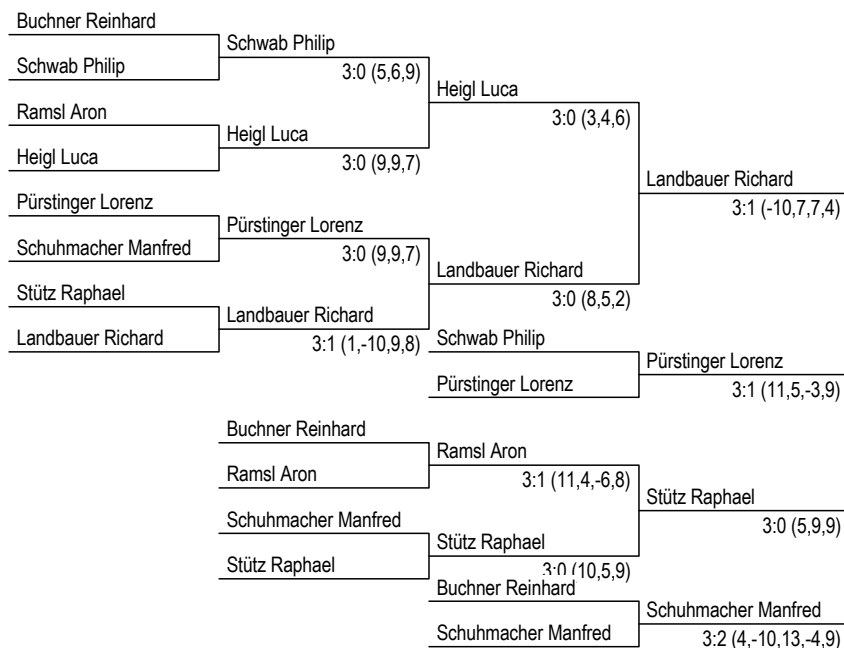 Buchner Reinhard
Schwab Philip
Schwab Philip
3:0 (5,6,9)
Heigl Luca
Ramsl Aron
3:0 (3,4,6)
Heigl Luca
Heigl Luca
3:0 (9,9,7)
Landbauer Richard
Pürstinger Lorenz
3:1 (-10,7,7,4)
Pürstinger Lorenz
Schuhmacher Manfred
3:0 (9,9,7)
Landbauer Richard
Stütz Raphael
3:0 (8,5,2)
Landbauer Richard
Landbauer Richard
3:1 (1,-10,9,8)
Schwab Philip
Pürstinger Lorenz
Pürstinger Lorenz
3:1 (11,5,-3,9)
Buchner Reinhard
Ramsl Aron
Ramsl Aron
3:1 (11,4,-6,8)
Stütz Raphael
Schuhmacher Manfred
3:0 (5,9,9)
Stütz Raphael
Stütz Raphael
3:0 (10,5,9)
Buchner Reinhard
Schuhmacher Manfred
Schuhmacher Manfred
3:2 (4,-10,13,-4,9)